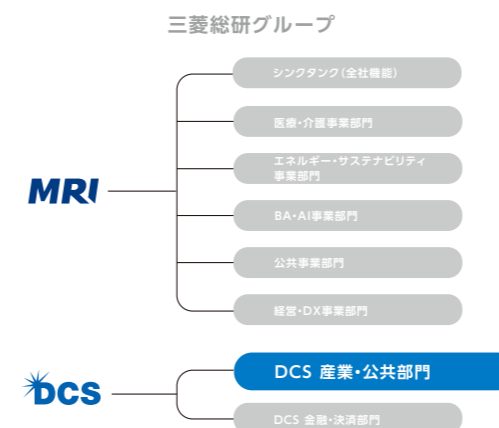 三菱総研グループ
シンクタンク(全社機能)
医療・介護事業部門
エネルギー・サステナビリティ
事業部門
MRI
BA・AI事業部門
公共事業部門
経営・DX事業部門
DCS 産業・公共部門
DCS
DCS 金融・決済部門